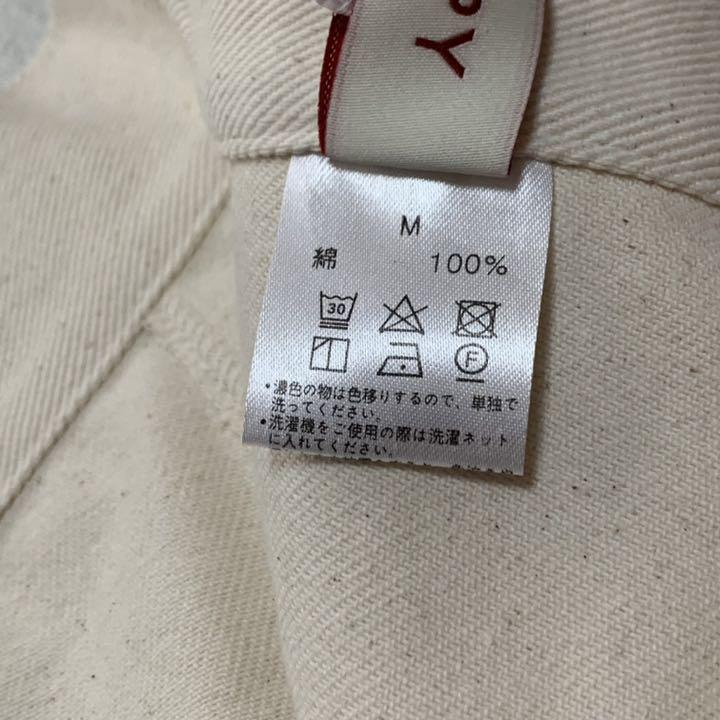 PY
M
綿 100%
30
F
•濃色の物は色移りするので、単独で
洗ってください。
•洗濯機をご使用の際は洗濯ネット
に入れてください。